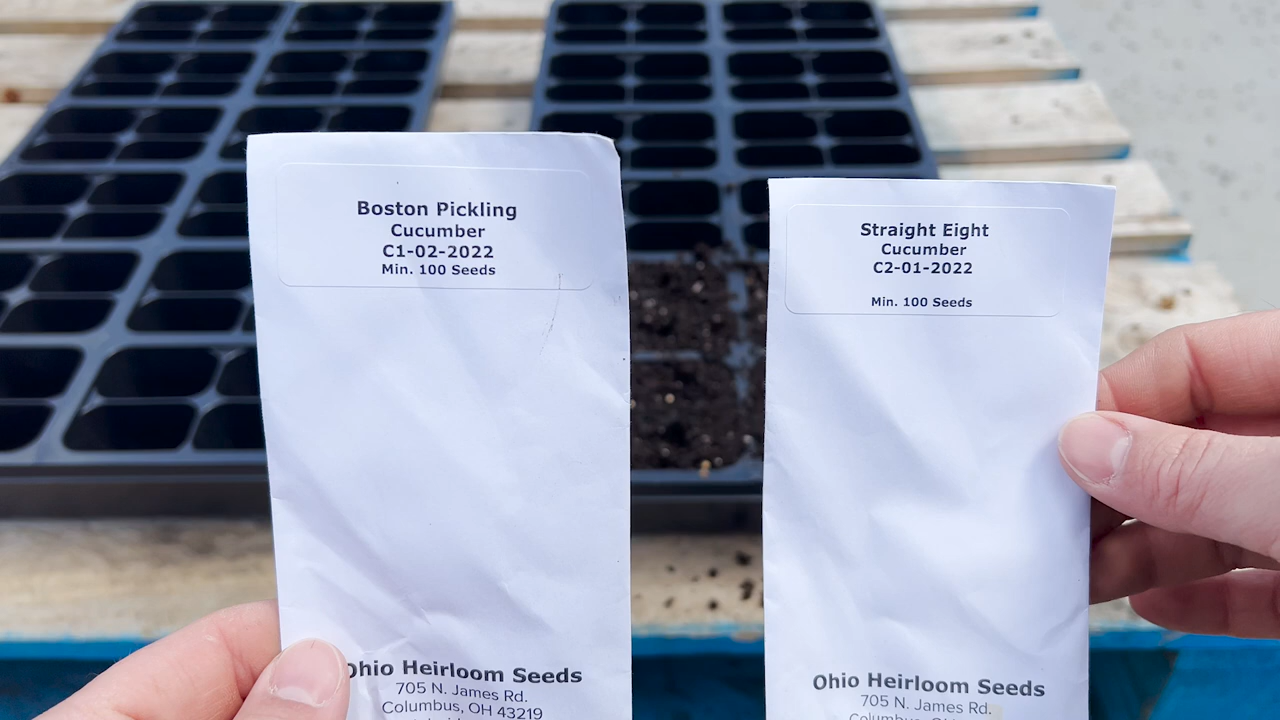 Boston Pickling
Cucumber
C1-02-2022
Min. 100 Seeds
Ohio Heirloom Seeds
705 N. James Rd.
Columbus, OH 43219
Straight Eight
Cucumber
C2-01-2022
Min. 100 Seeds
Ohio Heirloom Seeds
705 N. James Rd.